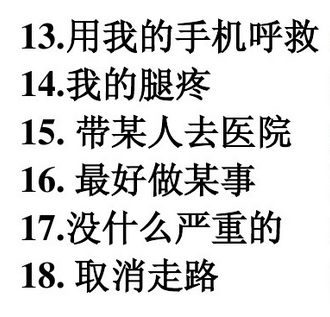 13.用我的手机呼救
14.我的腿疼
15. 带某人去医院
16. 最好做某事
17.没什么严重的
18. 取消走路